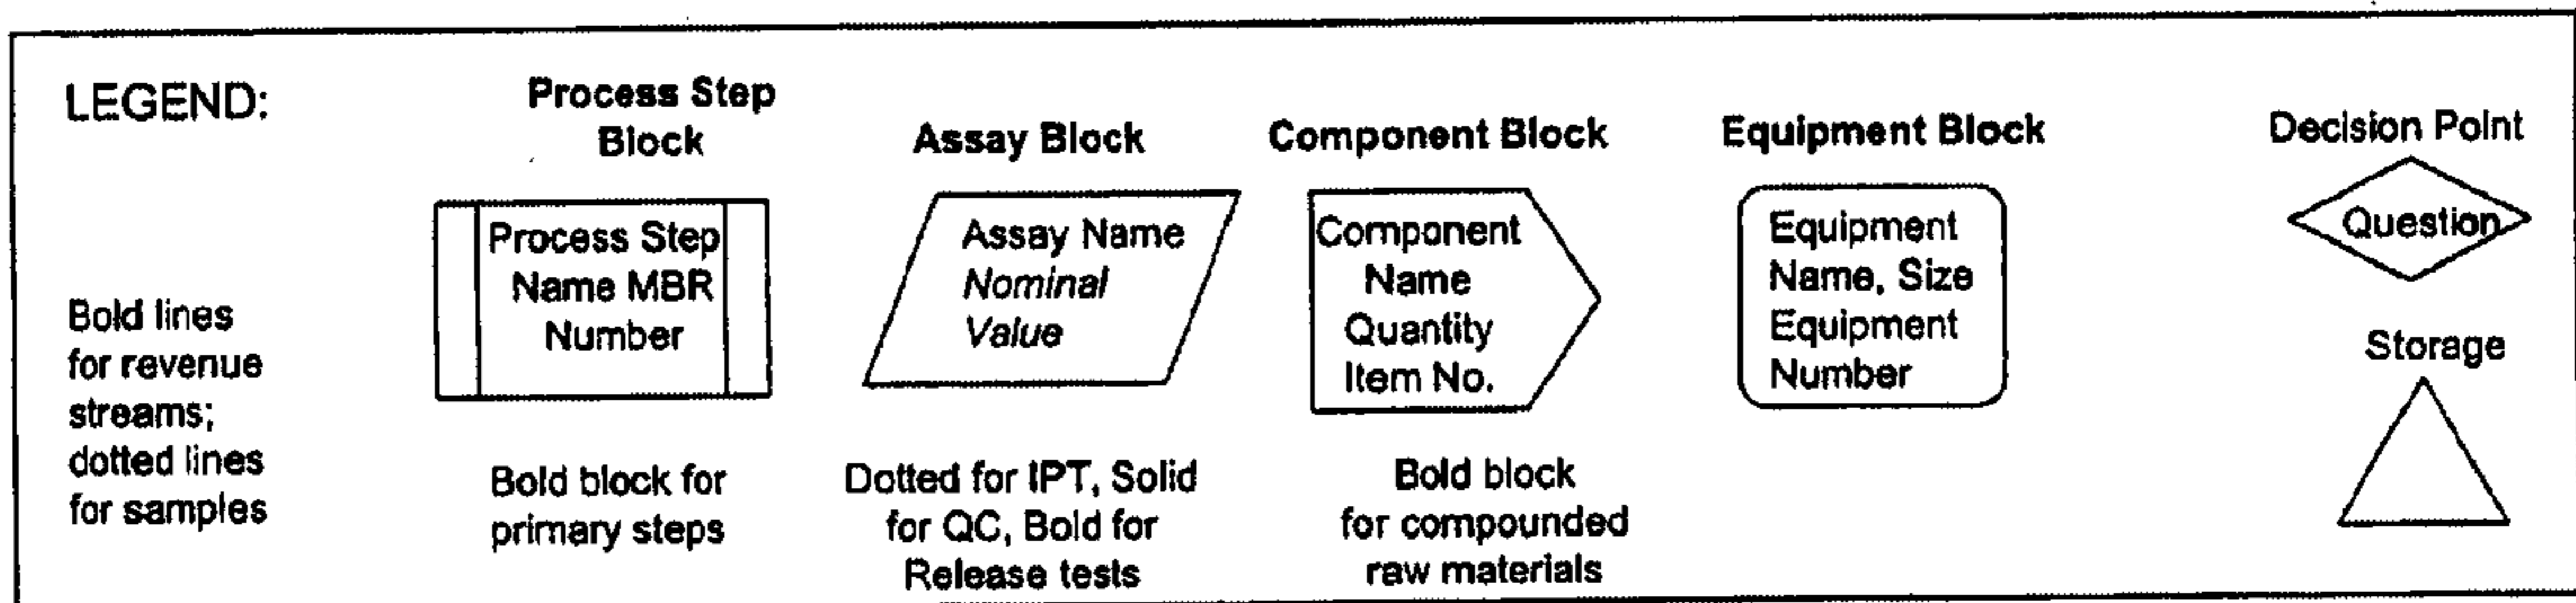 LEGEND:
Bold lines
for revenue
streams;
dotted lines
for samples
Process Step
Block
Process Step
Name MBR
Number
Bold block for
primary steps
Assay Block
Assay Name
Nominal
Value
Dotted for IPT, Solid
for QC, Bold for
Release tests
Component Block
Component
Name
Quantity
Item No.
Bold block
for compounded
raw materials
Equipment Block
Equipment
Name, Size
Equipment
Number
Decision Point
Question
Storage